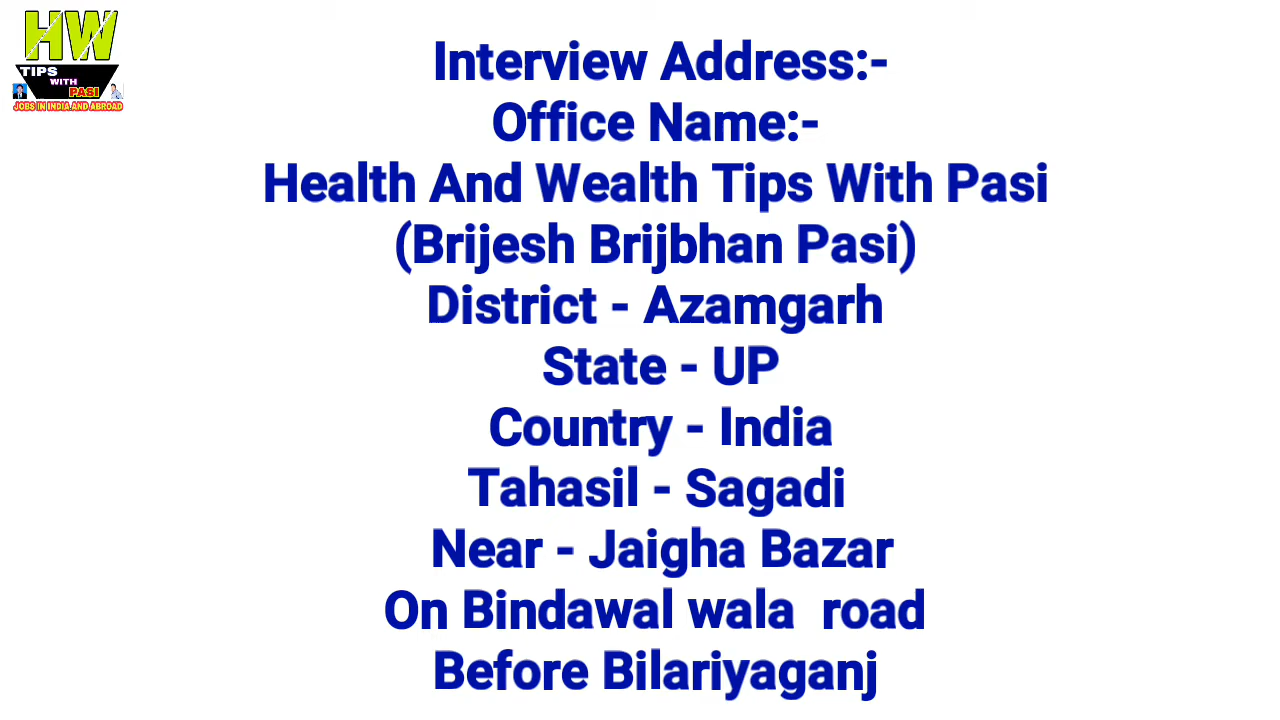 HW
TIPS
WITH
PASI
JOBS IN INDIA AND ABROAD
Interview Address:-
Office Name:-
Health And Wealth Tips With Pasi
(Brijesh Brijbhan Pasi)
District - Azamgarh
State - UP
Country - India
Tahasil - Sagadi
Near - Jaigha Bazar
On Bindawal wala  road
Before Bilariyaganj